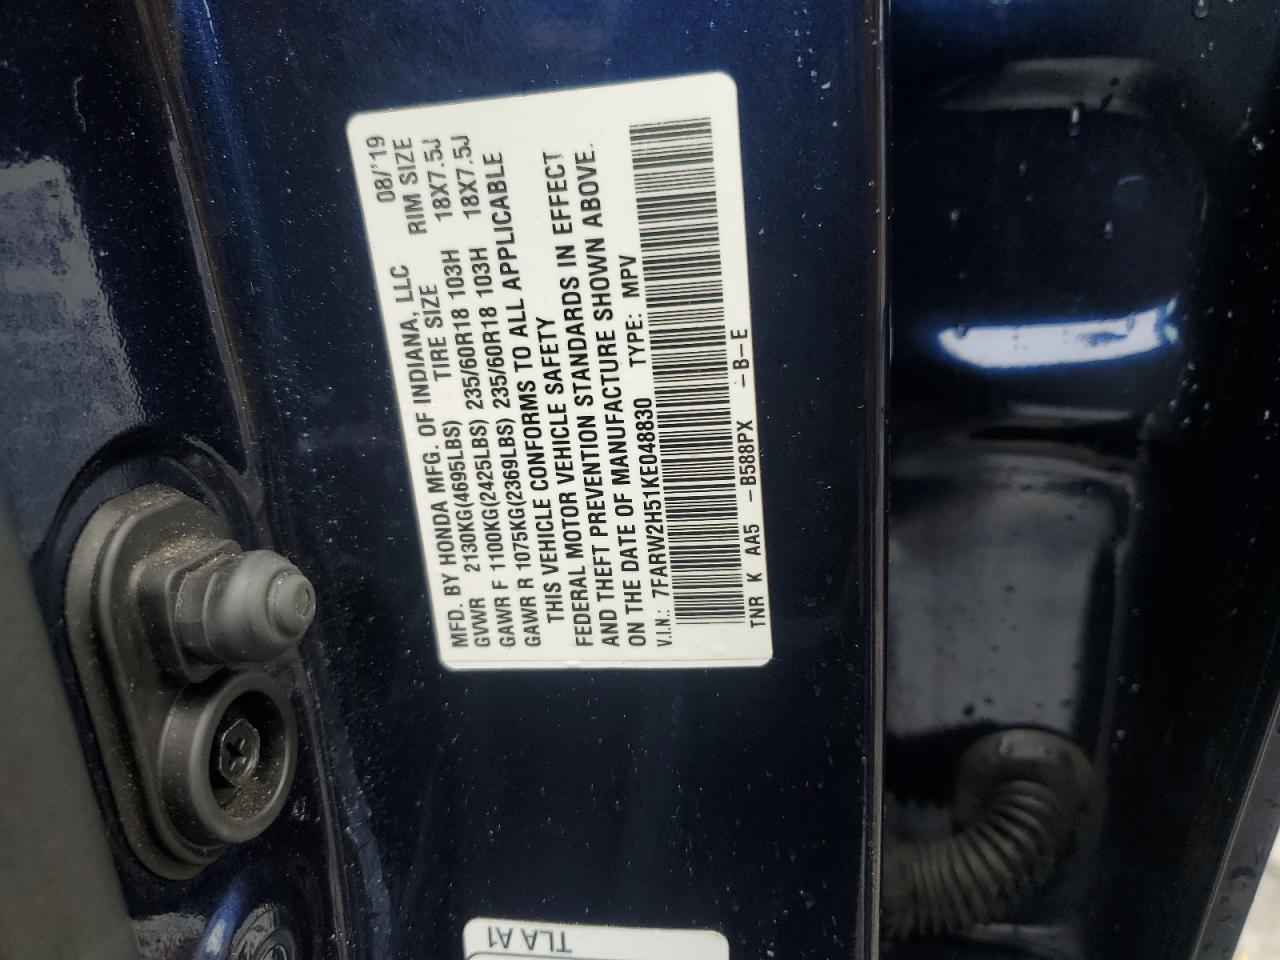 MFD. BY HONDA MFG. OF INDIANA, LLC 08/'19
GVWR 2130KG(4695LBS) TIRE SIZE RIM SIZE
GAWR F 1100KG(2425LBS) 235/60R18 103H 18X7.5J
GAWR R 1075KG(2369LBS) 235/60R18 103H 18X7.5J
THIS VEHICLE CONFORMS TO ALL APPLICABLE
FEDERAL MOTOR VEHICLE SAFETY
AND THEFT PREVENTION STANDARDS IN EFFECT
ON THE DATE OF MANUFACTURE SHOWN ABOVE.
V.I.N.: 7FARW2H51KE048830 TYPE: MPV
TNR K AA5 -B588PX -B-E
TLA A1